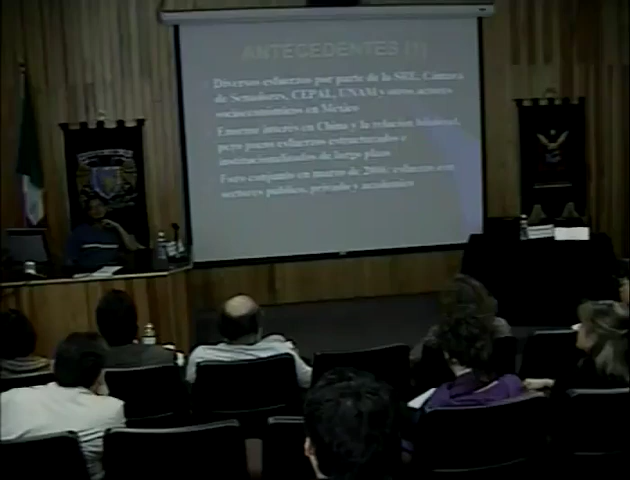 ANTECEDENTES (1)
Diversos esfuerzos por parte de la SRE, Cámara
de Senadores, CEPAL, UNAM y otros actores
socioeconómicos en México
Enorme interés en China y la relación bilateral,
pero pocos esfuerzos estructurados e
institucionalizados de largo plazo
Foro conjunto en marzo de 2006: esfuerzo con
sectores público, privado y académico